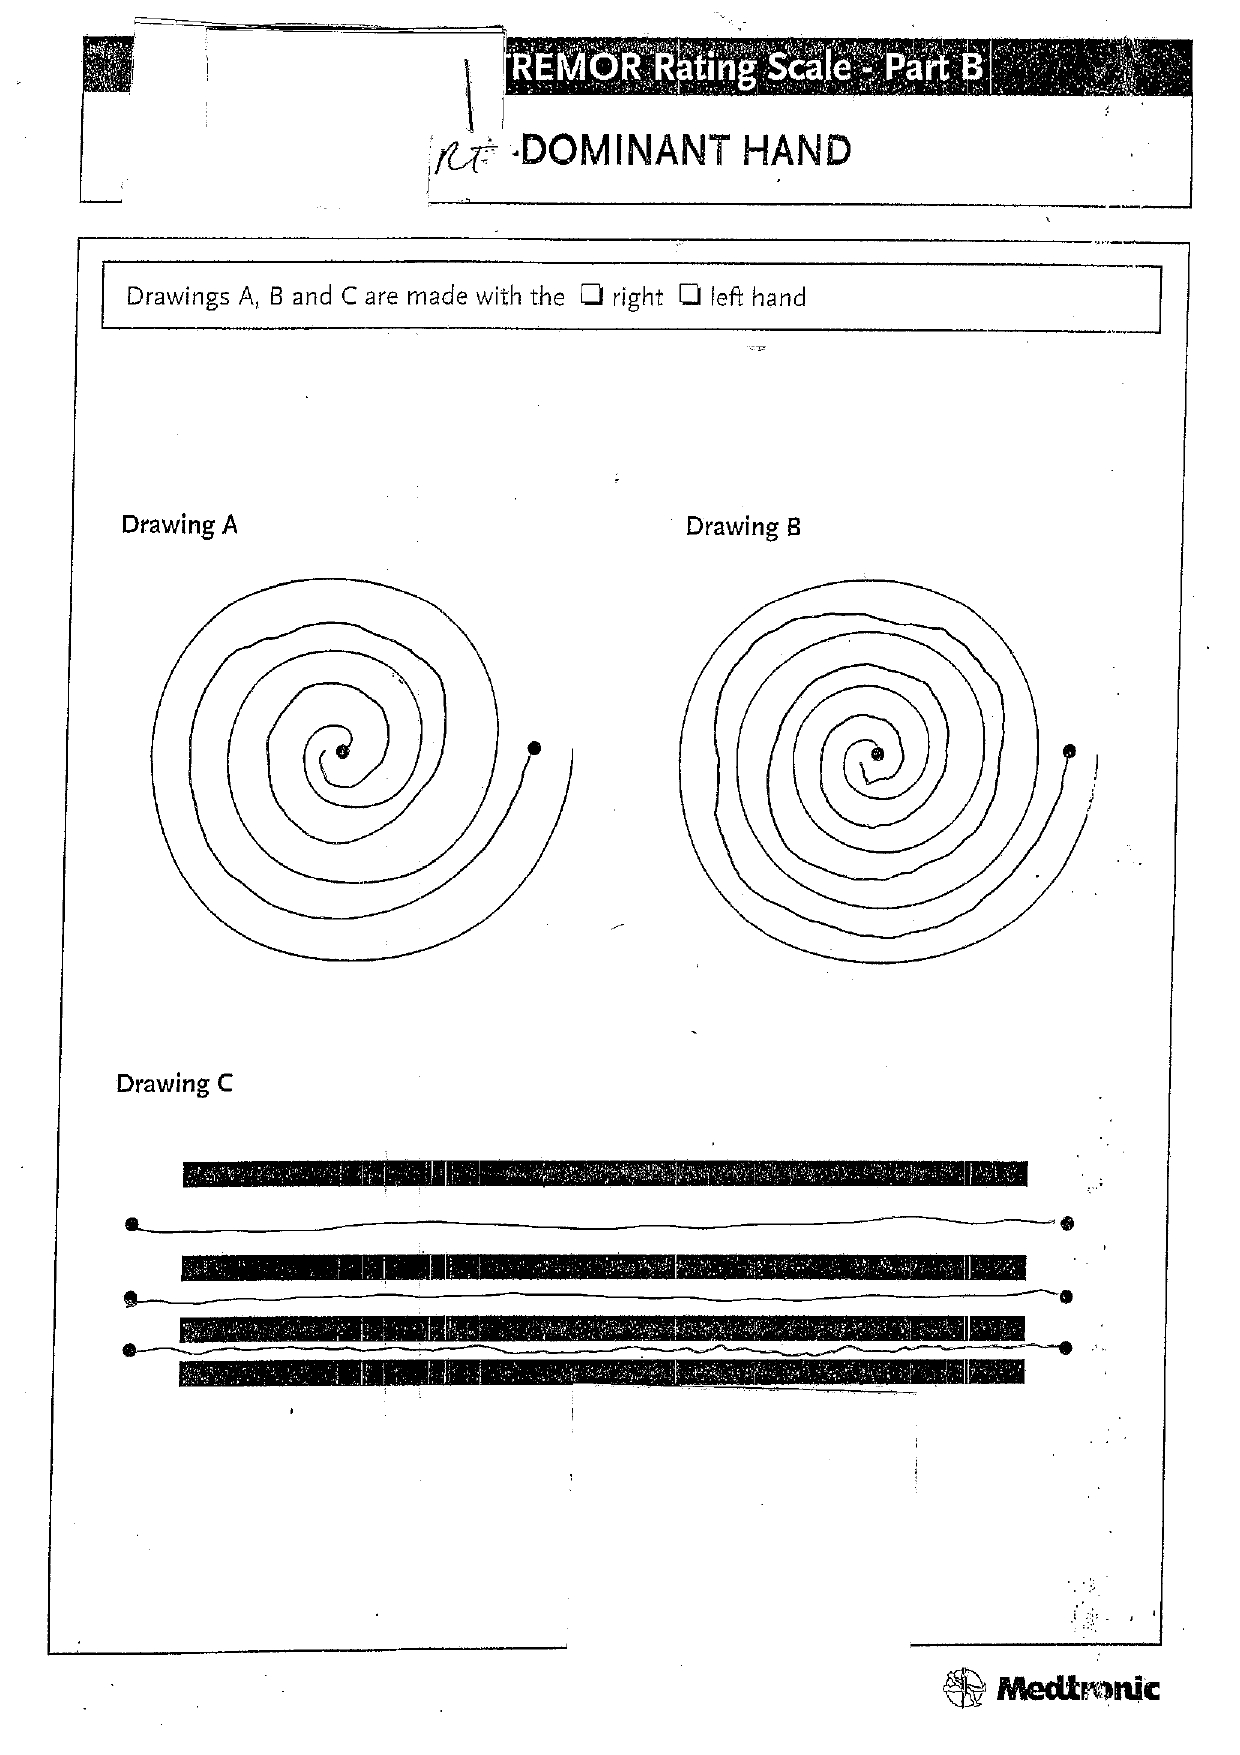 TREMOR Rating Scale - Part B
RT -DOMINANT HAND
Drawings A, B and C are made with the ❑ right ❑ left hand
Drawing A
Drawing B
Drawing C
Medtronic